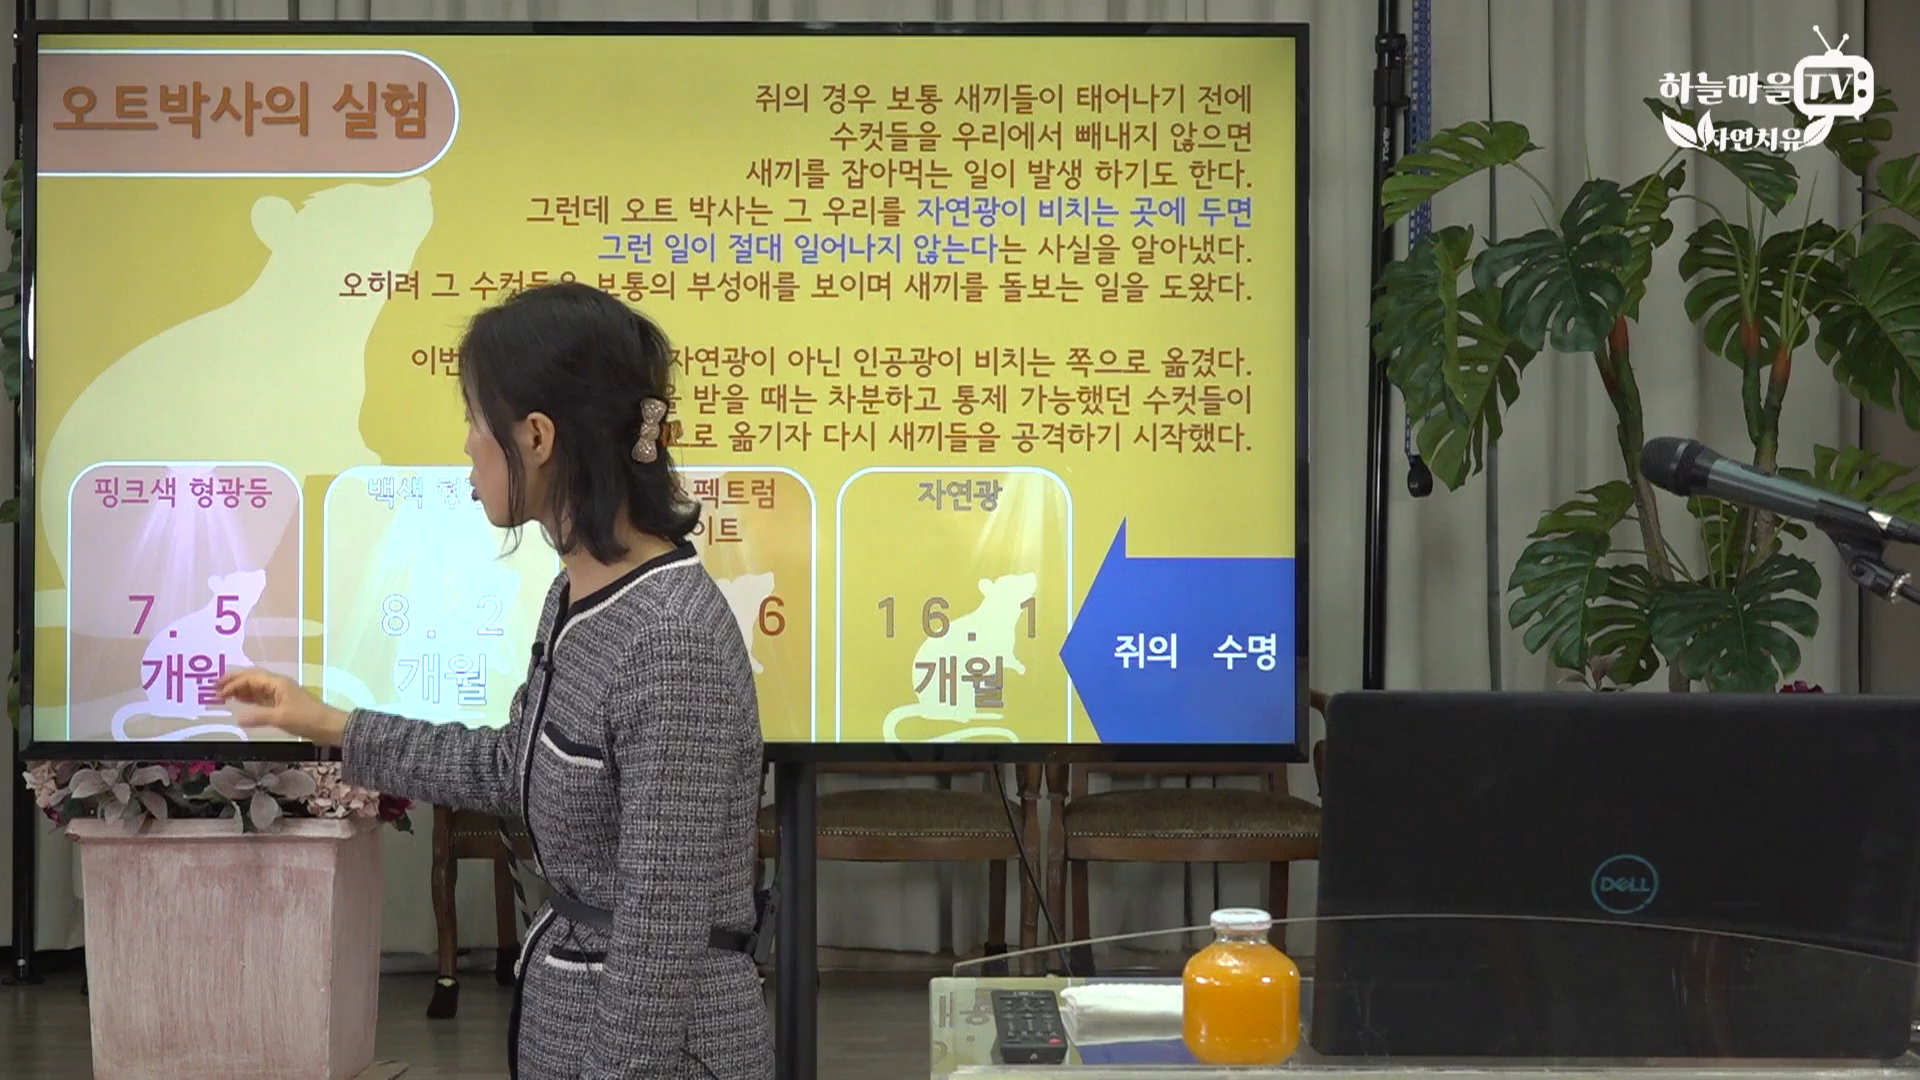 오트박사의 실험
쥐의 경우 보통 새끼들이 태어나기 전에
수컷들을 우리에서 빼내지 않으면
새끼를 잡아먹는 일이 발생 하기도 한다.
그런데 오트 박사는 그 우리를 자연광이 비치는 곳에 두면
그런 일이 절대 일어나지 않는다는 사실을 알아냈다.
오히려 그 수컷들은 보통의 부성애를 보이며 새끼를 돌보는 일을 도왔다.
이번 자연광이 아닌 인공광이 비치는 쪽으로 옮겼다.
을 받을 때는 차분하고 통제 가능했던 수컷들이
로 옮기자 다시 새끼들을 공격하기 시작했다.
핑크색 형광등
7. 5
개월
백색 형
8. 2
개월
펙트럼
이트
6
자연광
16. 1
개월
쥐의 수명
하늘마을TV
자연치유
DELL